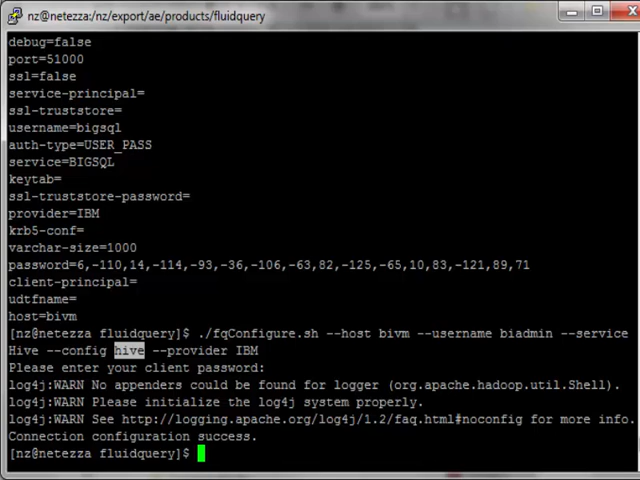 nz@netezza:/nz/export/ae/products/fluidquery
debug=false
port=51000
ssl=false
service-principal=
ssl-truststore=
username=bigsql
auth-type=USER_PASS
service=BIGSQL
keytab=
ssl-truststore-password=
provider=IBM
krb5-conf=
varchar-size=1000
password=6,-110,14,-114,-93,-36,-106,-63,82,-125,-65,10,83,-121,89,71
client-principal=
udtfname=
host=bivm
[nz@netezza fluidquery]$ ./fqConfigure.sh --host bivm --username biadmin --service
Hive --config hive --provider IBM
Please enter your client password:
log4j:WARN No appenders could be found for logger (org.apache.hadoop.util.Shell).
log4j:WARN Please initialize the log4j system properly.
log4j:WARN See http://logging.apache.org/log4j/1.2/faq.html#noconfig for more info.
Connection configuration success.
[nz@netezza fluidquery]$